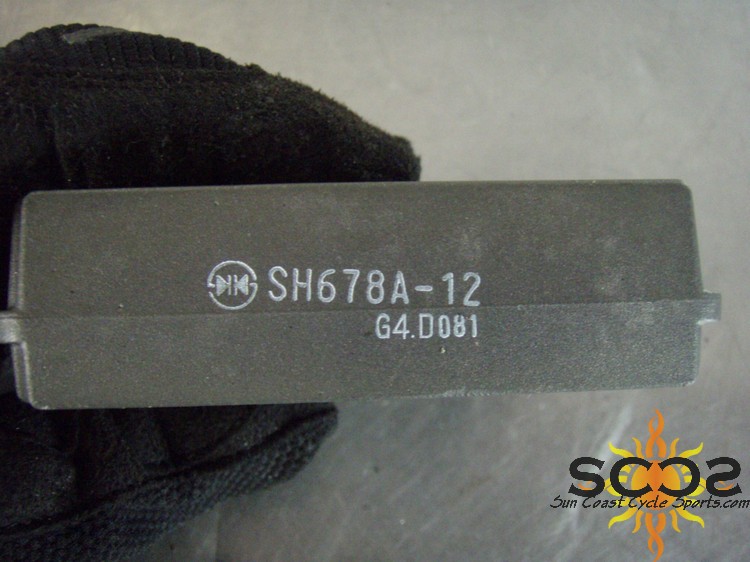 SH678A-12
G4.D081
SCCS
Sun Coast Cycle Sports.com